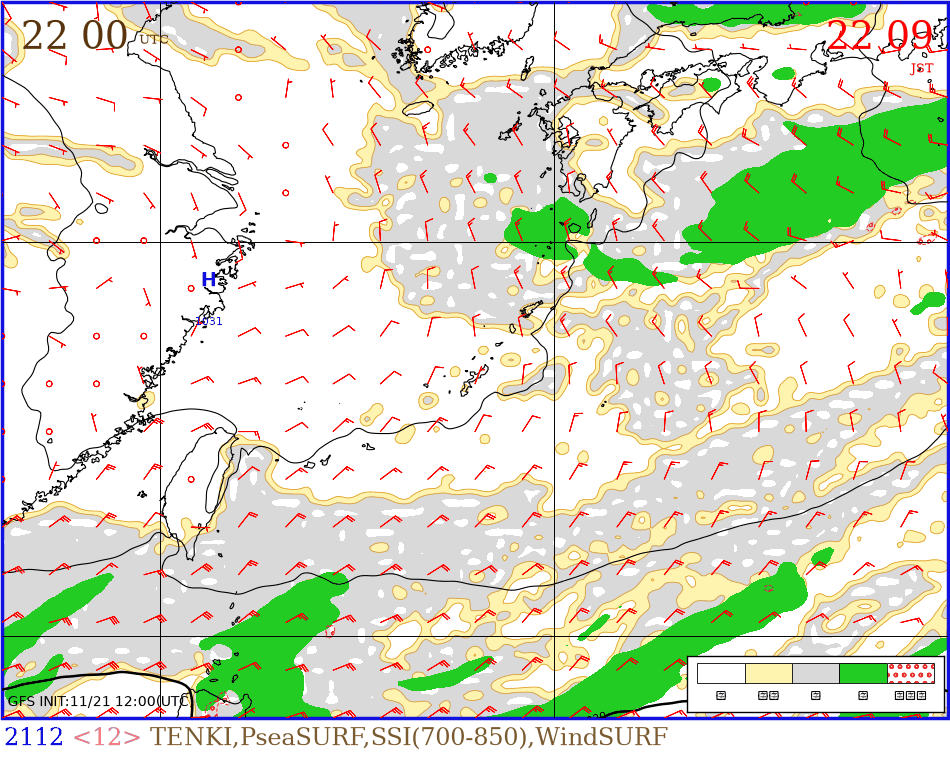 22 00 UTC
22 09
JST
H
1031
GFS INIT:11/21 12:00(UTC)
2112 <12> TENKI,PseaSURF,SSI(700-850),WindSURF